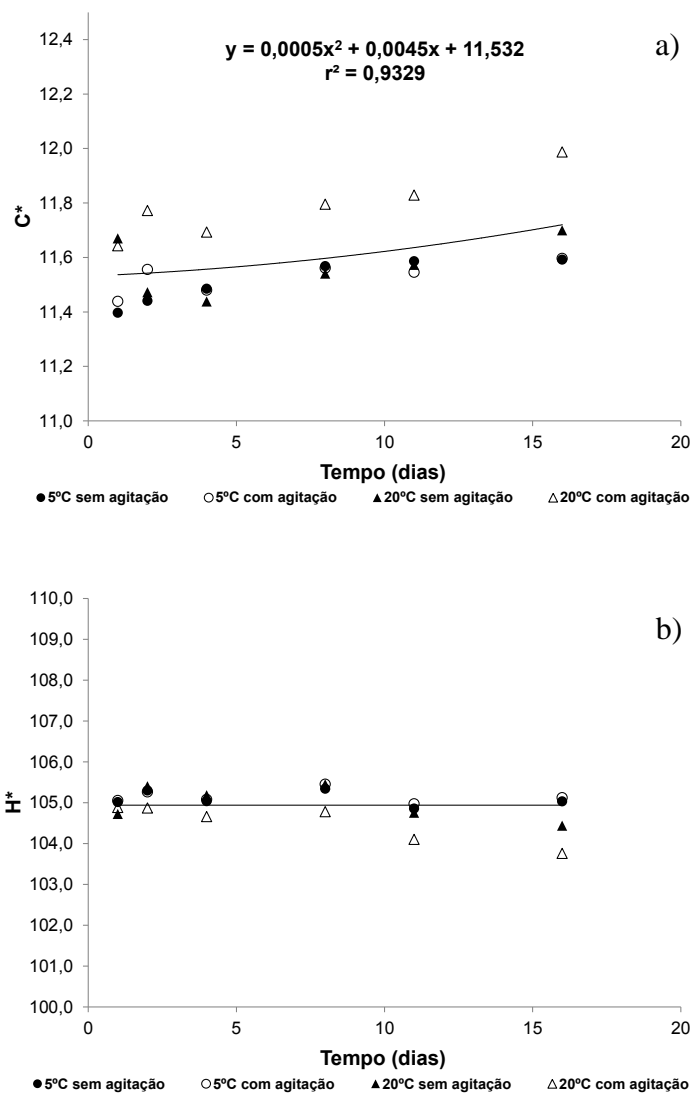 a)
y = 0,0005x² + 0,0045x + 11,532
r² = 0,9329
12,4
12,2
12,0
11,8
11,6
11,4
11,2
11,0
C*
0 5 10 15 20
Tempo (dias)
●5ºC sem agitação ○5ºC com agitação ▲20ºC sem agitação △20ºC com agitação
b)
110,0
109,0
108,0
107,0
106,0
105,0
104,0
103,0
102,0
101,0
100,0
H*
0 5 10 15 20
Tempo (dias)
●5ºC sem agitação ○5ºC com agitação ▲20ºC sem agitação △20ºC com agitação